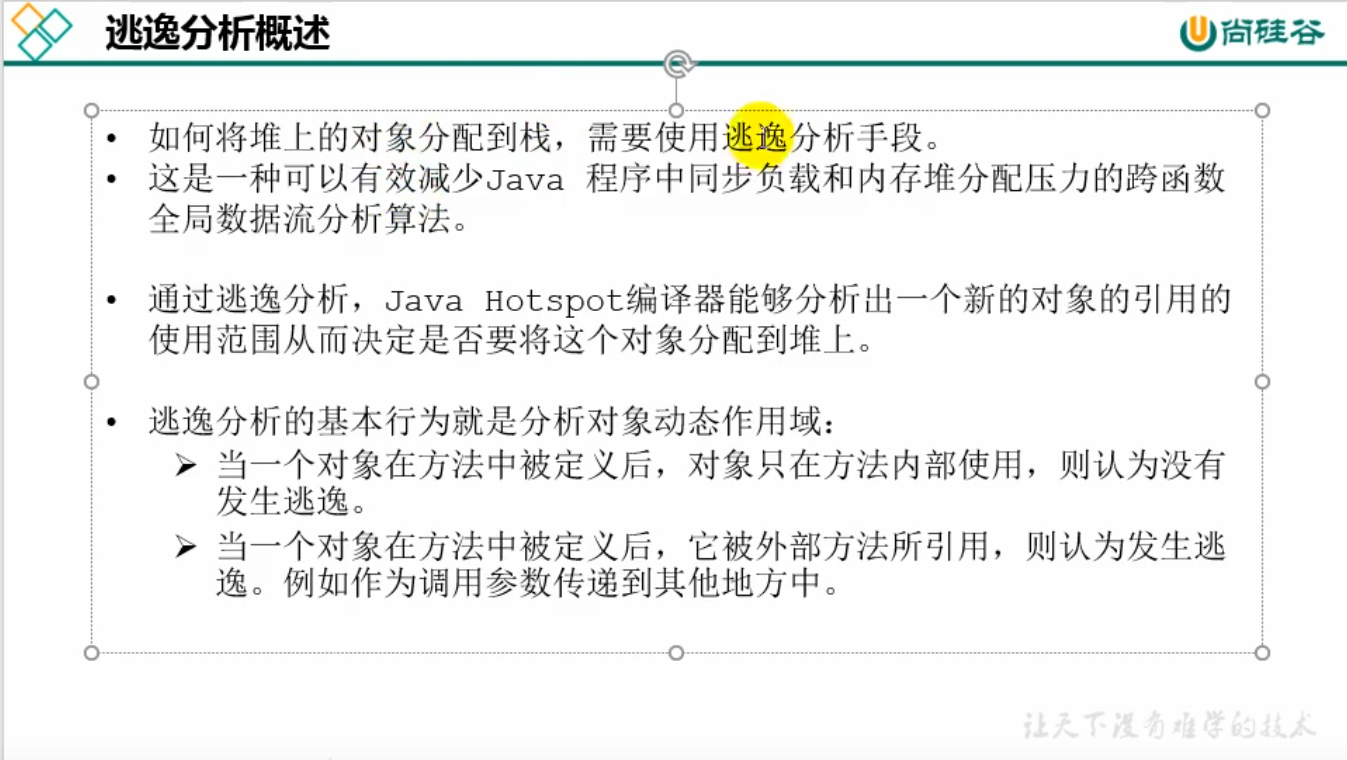 逃逸分析概述
尚硅谷
• 如何将堆上的对象分配到栈，需要使用逃逸分析手段。
• 这是一种可以有效减少Java 程序中同步负载和内存堆分配压力的跨函数
全局数据流分析算法。
• 通过逃逸分析，Java Hotspot编译器能够分析出一个新的对象的引用的
使用范围从而决定是否要将这个对象分配到堆上。
• 逃逸分析的基本行为就是分析对象动态作用域：
➢ 当一个对象在方法中被定义后，对象只在方法内部使用，则认为没有
发生逃逸。
➢ 当一个对象在方法中被定义后，它被外部方法所引用，则认为发生逃
逸。例如作为调用参数传递到其他地方中。
让天下没有难学的技术